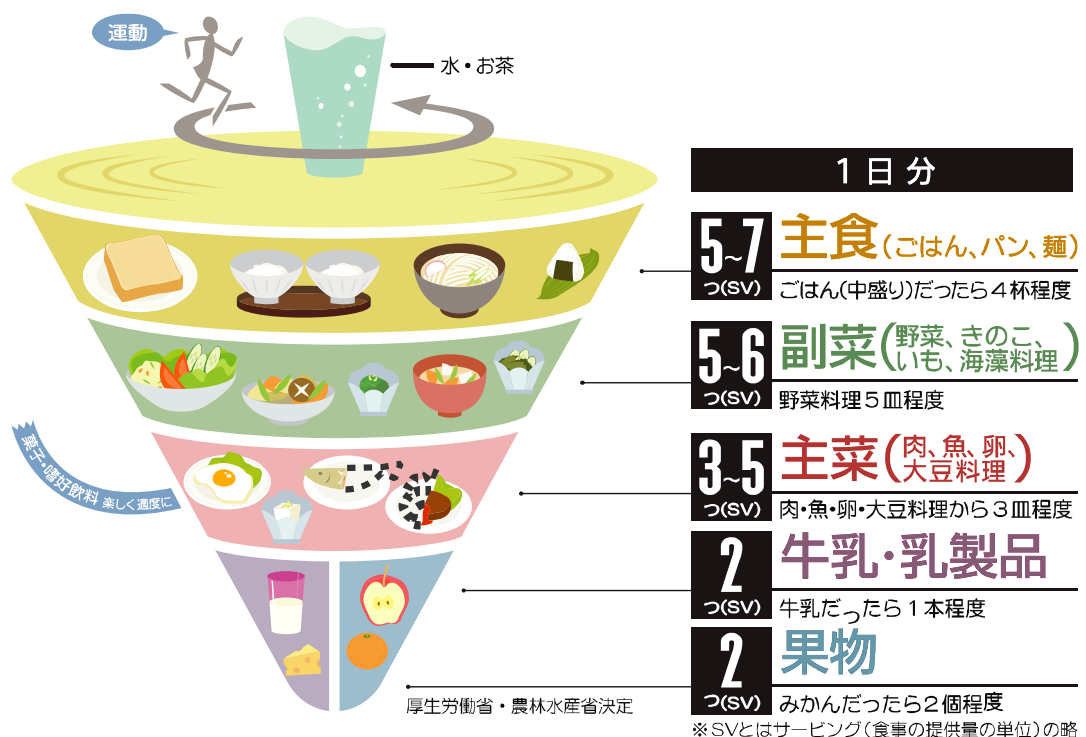 運動
水・お茶
菓子・嗜好飲料 楽しく適度に
1日分
5~7
つ(SV)
主食(ごはん、パン、麺)
ごはん(中盛り)だったら4杯程度
5~6
つ(SV)
副菜(野菜、きのこ、
いも、海藻料理)
野菜料理5皿程度
3~5
つ(SV)
主菜(肉、魚、卵、
大豆料理)
肉・魚・卵・大豆料理から3皿程度
2
つ(SV)
牛乳・乳製品
牛乳だったら1本程度
2
つ(SV)
果物
みかんだったら2個程度
厚生労働省・農林水産省決定
※SVとはサービング(食事の提供量の単位)の略